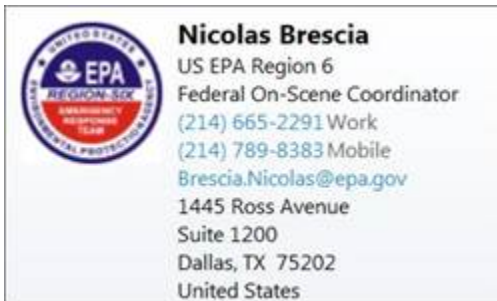 UNITED STATES
ENVIRONMENTAL PROTECTION AGENCY
EPA
REGION-SIX
EMERGENCY
RESPONSE
TEAM
Nicolas Brescia
US EPA Region 6
Federal On-Scene Coordinator
(214) 665-2291 Work
(214) 789-8383 Mobile
Brescia.Nicolas@epa.gov
1445 Ross Avenue
Suite 1200
Dallas, TX 75202
United States